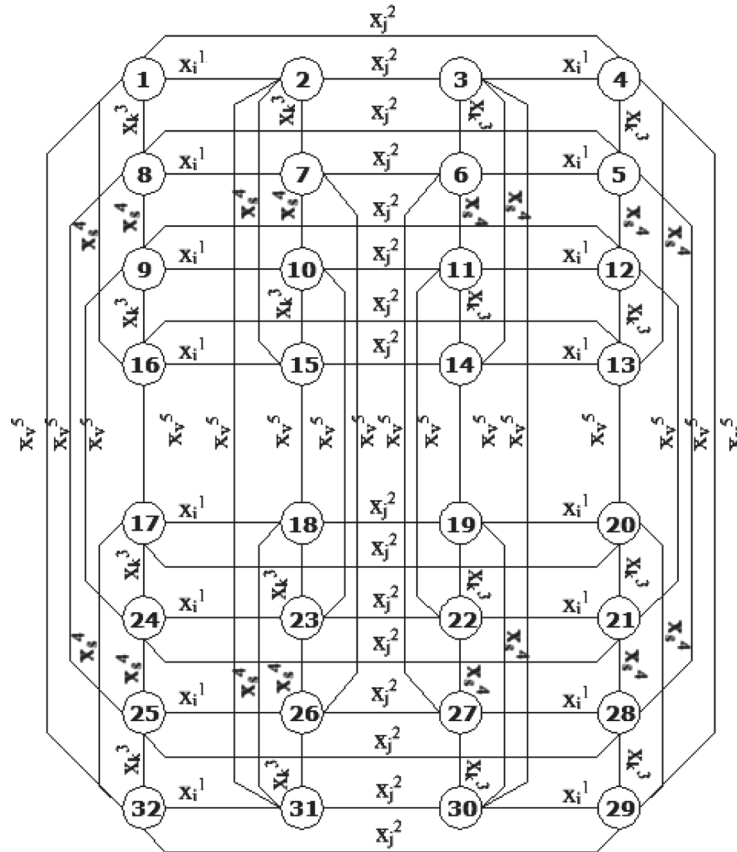 x_j^2
1 x_i^1 2 x_j^2 3 x_i^1 4
x_k^3 x_k^3 x_k^3 x_k^3
x_j^2
8 x_i^1 7 x_j^2 6 x_i^1 5
x_s^4 x_s^4 x_s^4 x_s^4 x_s^4 x_s^4 x_s^4 x_s^4
x_j^2
9 x_i^1 10 x_j^2 11 x_i^1 12
x_k^3 x_k^3 x_k^3 x_k^3
x_j^2
16 x_i^1 15 x_j^2 14 x_i^1 13
x_v^5 x_v^5 x_v^5 x_v^5 x_v^5 x_v^5 x_v^5 x_v^5 x_v^5 x_v^5 x_v^5 x_v^5 x_v^5 x_v^5 x_v^5 x_v^5
17 x_i^1 18 x_j^2 19 x_i^1 20
x_k^3 x_k^3 x_k^3 x_k^3
x_j^2
24 x_i^1 23 x_j^2 22 x_i^1 21
x_s^4 x_s^4 x_s^4 x_s^4 x_s^4 x_s^4 x_s^4 x_s^4
x_j^2
25 x_i^1 26 x_j^2 27 x_i^1 28
x_k^3 x_k^3 x_k^3 x_k^3
x_j^2
32 x_i^1 31 x_j^2 30 x_i^1 29
x_j^2